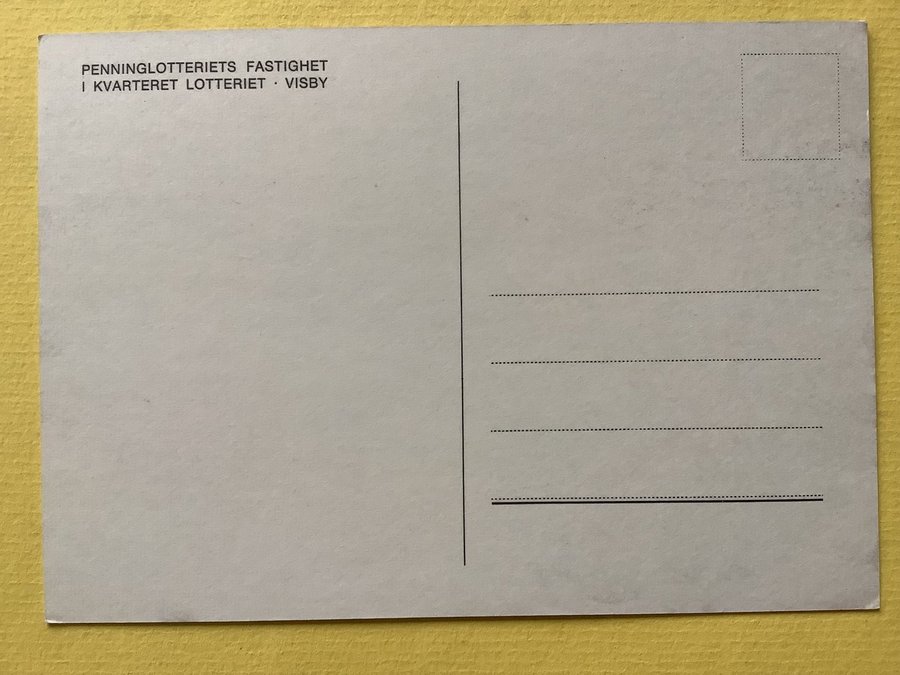 PENNINGLOTTERIETS FASTIGHET
I KVARTERET LOTTERIET · VISBY